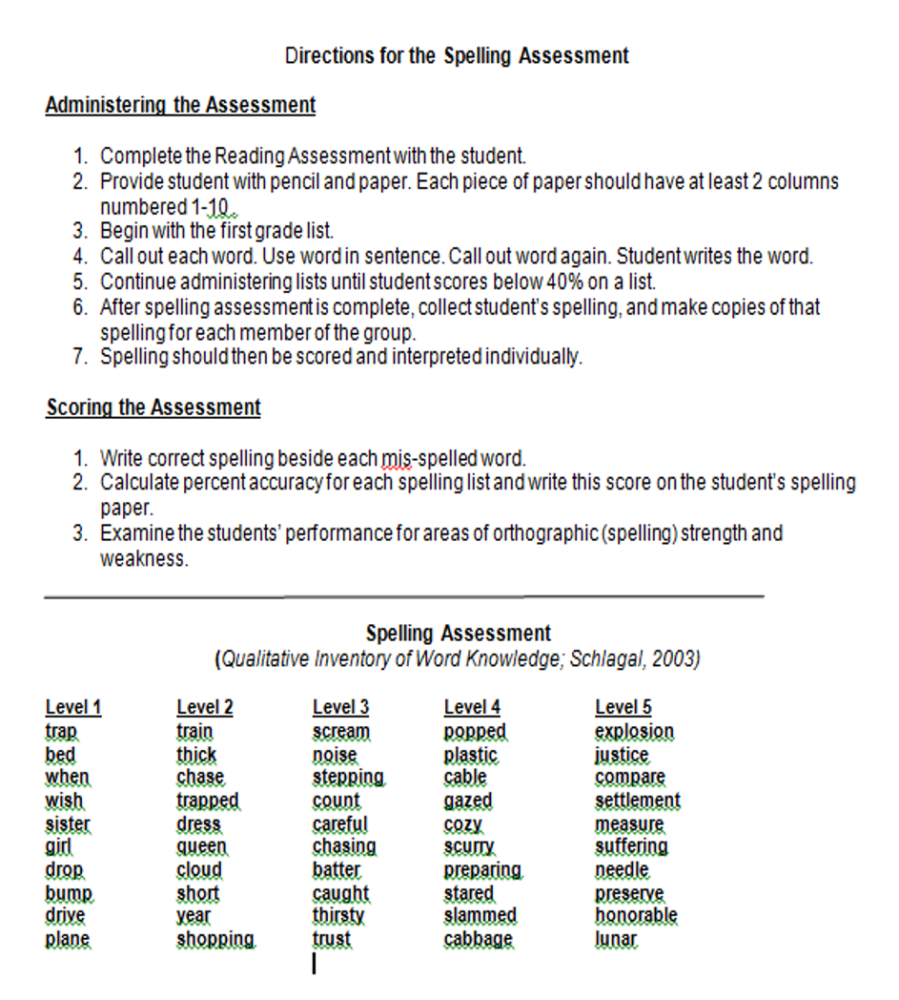 Directions for the Spelling Assessment
Administering the Assessment
1. Complete the Reading Assessment with the student.
2. Provide student with pencil and paper. Each piece of paper should have at least 2 columns
numbered 1-10..
3. Begin with the first grade list.
4. Call out each word. Use word in sentence. Call out word again. Student writes the word.
5. Continue administering lists until student scores below 40% on a list.
6. After spelling assessment is complete, collect student's spelling, and make copies of that
spelling for each member of the group.
7. Spelling should then be scored and interpreted individually.
Scoring the Assessment
1. Write correct spelling beside each mis-spelled word.
2. Calculate percent accuracy for each spelling list and write this score on the student's spelling
paper.
3. Examine the students' performance for areas of orthographic (spelling) strength and
weakness.
Spelling Assessment
(Qualitative Inventory of Word Knowledge; Schlagal, 2003)
Level 1 Level 2 Level 3 Level 4 Level 5
trap train scream popped explosion
bed thick noise plastic justice
when chase stepping cable compare
wish trapped count gazed settlement
sister dress careful cozy measure
girl queen chasing scurry suffering
drop cloud batter preparing needle
bump short caught stared preserve
drive year thirsty slammed honorable
plane shopping trust cabbage lunar